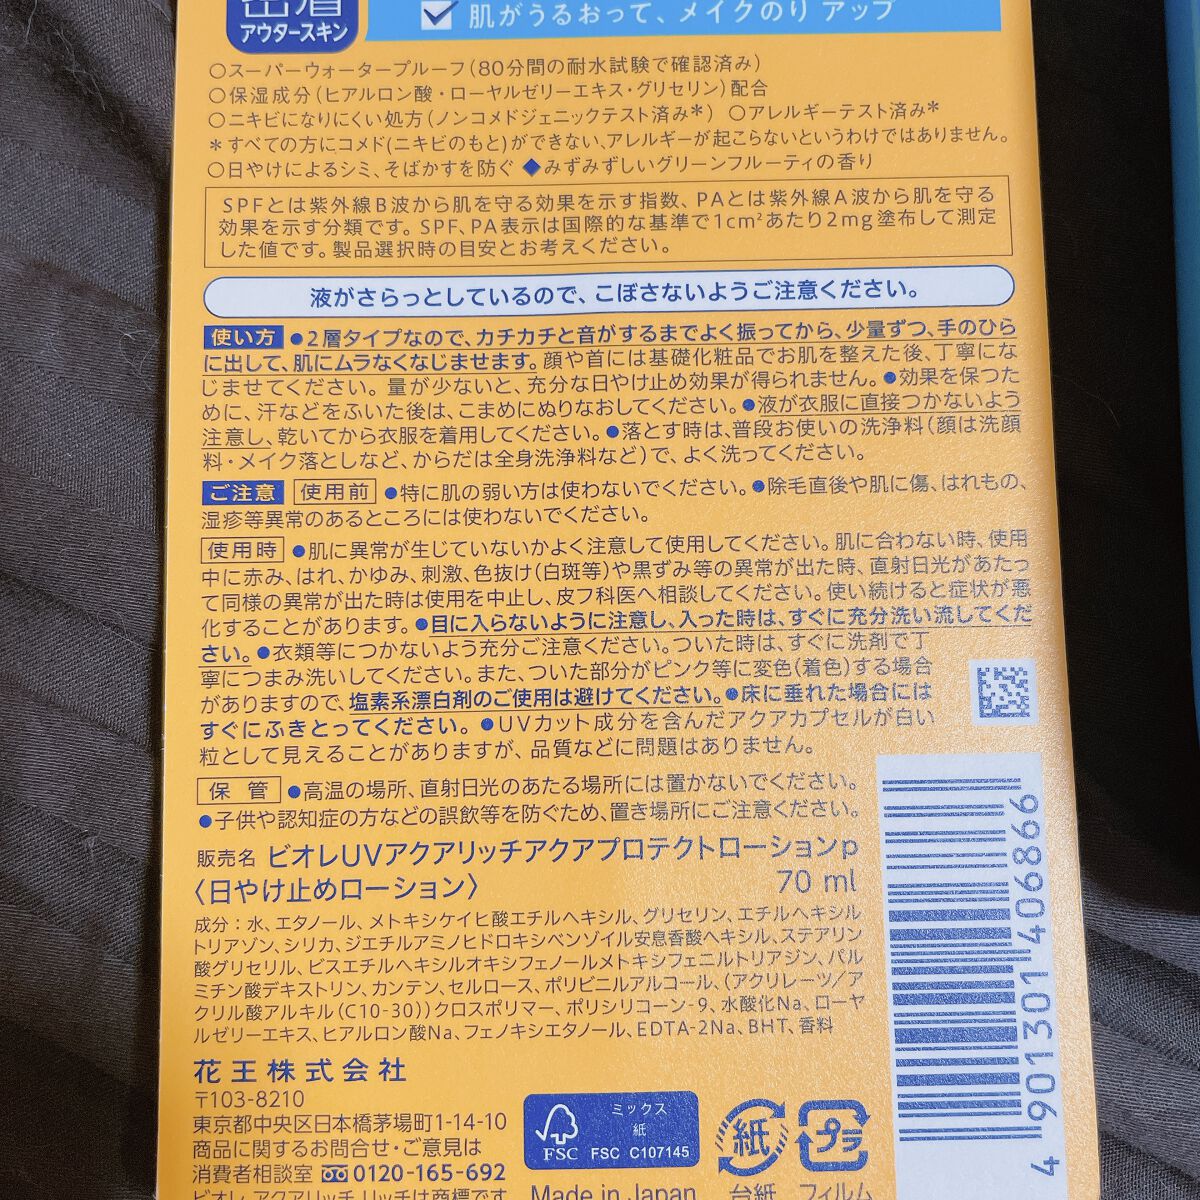 密着
アウタースキン
肌がうるおって、メイクのり アップ
○スーパーウォータープルーフ(80分間の耐水試験で確認済み)
○保湿成分(ヒアルロン酸・ローヤルゼリーエキス・グリセリン)配合
○ニキビになりにくい処方(ノンコメドジェニックテスト済み*) ○アレルギーテスト済み*
*すべての方にコメド(ニキビのもと)ができない、アレルギーが起こらないというわけではありません。
○日やけによるシミ、そばかすを防ぐ ◆みずみずしいグリーンフルーティの香り
SPFとは紫外線B波から肌を守る効果を示す指数、PAとは紫外線A波から肌を守る
効果を示す分類です。SPF、PA表示は国際的な基準で1cm²あたり2mg塗布して測定
した値です。製品選択時の目安とお考えください。
液がさらっとしているので、こぼさないようご注意ください。
使い方 ●2層タイプなので、カチカチと音がするまでよく振ってから、少量ずつ、手のひら
に出して、肌にムラなくなじませます。顔や首には基礎化粧品でお肌を整えた後、丁寧にな
じませてください。量が少ないと、充分な日やけ止め効果が得られません。●効果を保つた
めに、汗などをふいた後は、こまめにぬりなおしてください。●液が衣服に直接つかないよう
注意し、乾いてから衣服を着用してください。●落とす時は、普段お使いの洗浄料(顔は洗顔
料・メイク落としなど、からだは全身洗浄料など)で、よく洗ってください。
ご注意 使用前 ●特に肌の弱い方は使わないでください。●除毛直後や肌に傷、はれもの、
湿疹等異常のあるところには使わないでください。
使用時 ●肌に異常が生じていないかよく注意して使用してください。肌に合わない時、使用
中に赤み、はれ、かゆみ、刺激、色抜け(白斑等)や黒ずみ等の異常が出た時、直射日光があたっ
て同様の異常が出た時は使用を中止し、皮フ科医へ相談してください。使い続けると症状が悪
化することがあります。●目に入らないように注意し、入った時は、すぐに充分洗い流してくだ
さい。●衣類等につかないよう充分ご注意ください。ついた時は、すぐに洗剤で丁
寧につまみ洗いしてください。また、ついた部分がピンク等に変色(着色)する場合
がありますので、塩素系漂白剤のご使用は避けてください。●床に垂れた場合には
すぐにふきとってください。●UVカット成分を含んだアクアカプセルが白い
粒として見えることがありますが、品質などに問題はありません。
保管 ●高温の場所、直射日光のあたる場所には置かないでください。
●子供や認知症の方などの誤飲等を防ぐため、置き場所にご注意ください。
販売名 ビオレUVアクアリッチアクアプロテクトローションp
〈日やけ止めローション〉 70 ml
成分：水、エタノール、メトキシケイヒ酸エチルヘキシル、グリセリン、エチルヘキシル
トリアゾン、シリカ、ジエチルアミノヒドロキシベンゾイル安息香酸ヘキシル、ステアリン
酸グリセリル、ビスエチルヘキシルオキシフェノールメトキシフェニルトリアジン、パル
ミチン酸デキストリン、カンテン、セルロース、ポリビニルアルコール、(アクリレーツ/ア
クリル酸アルキル(C10-30))クロスポリマー、ポリシリコーン-9、水酸化Na、ローヤ
ルゼリーエキス、ヒアルロン酸Na、フェノキシエタノール、EDTA-2Na、BHT、香料
花王株式会社
〒103-8210
東京都中央区日本橋茅場町1-14-10
商品に関するお問合せ・ご意見は
消費者相談室 0120-165-692
ビオレ アクアリッチ リッチは商標です
FSC
ミックス
紙
FSC C107145
紙
プラ
台紙 フィルム
Made in Japan
4 901301 406866